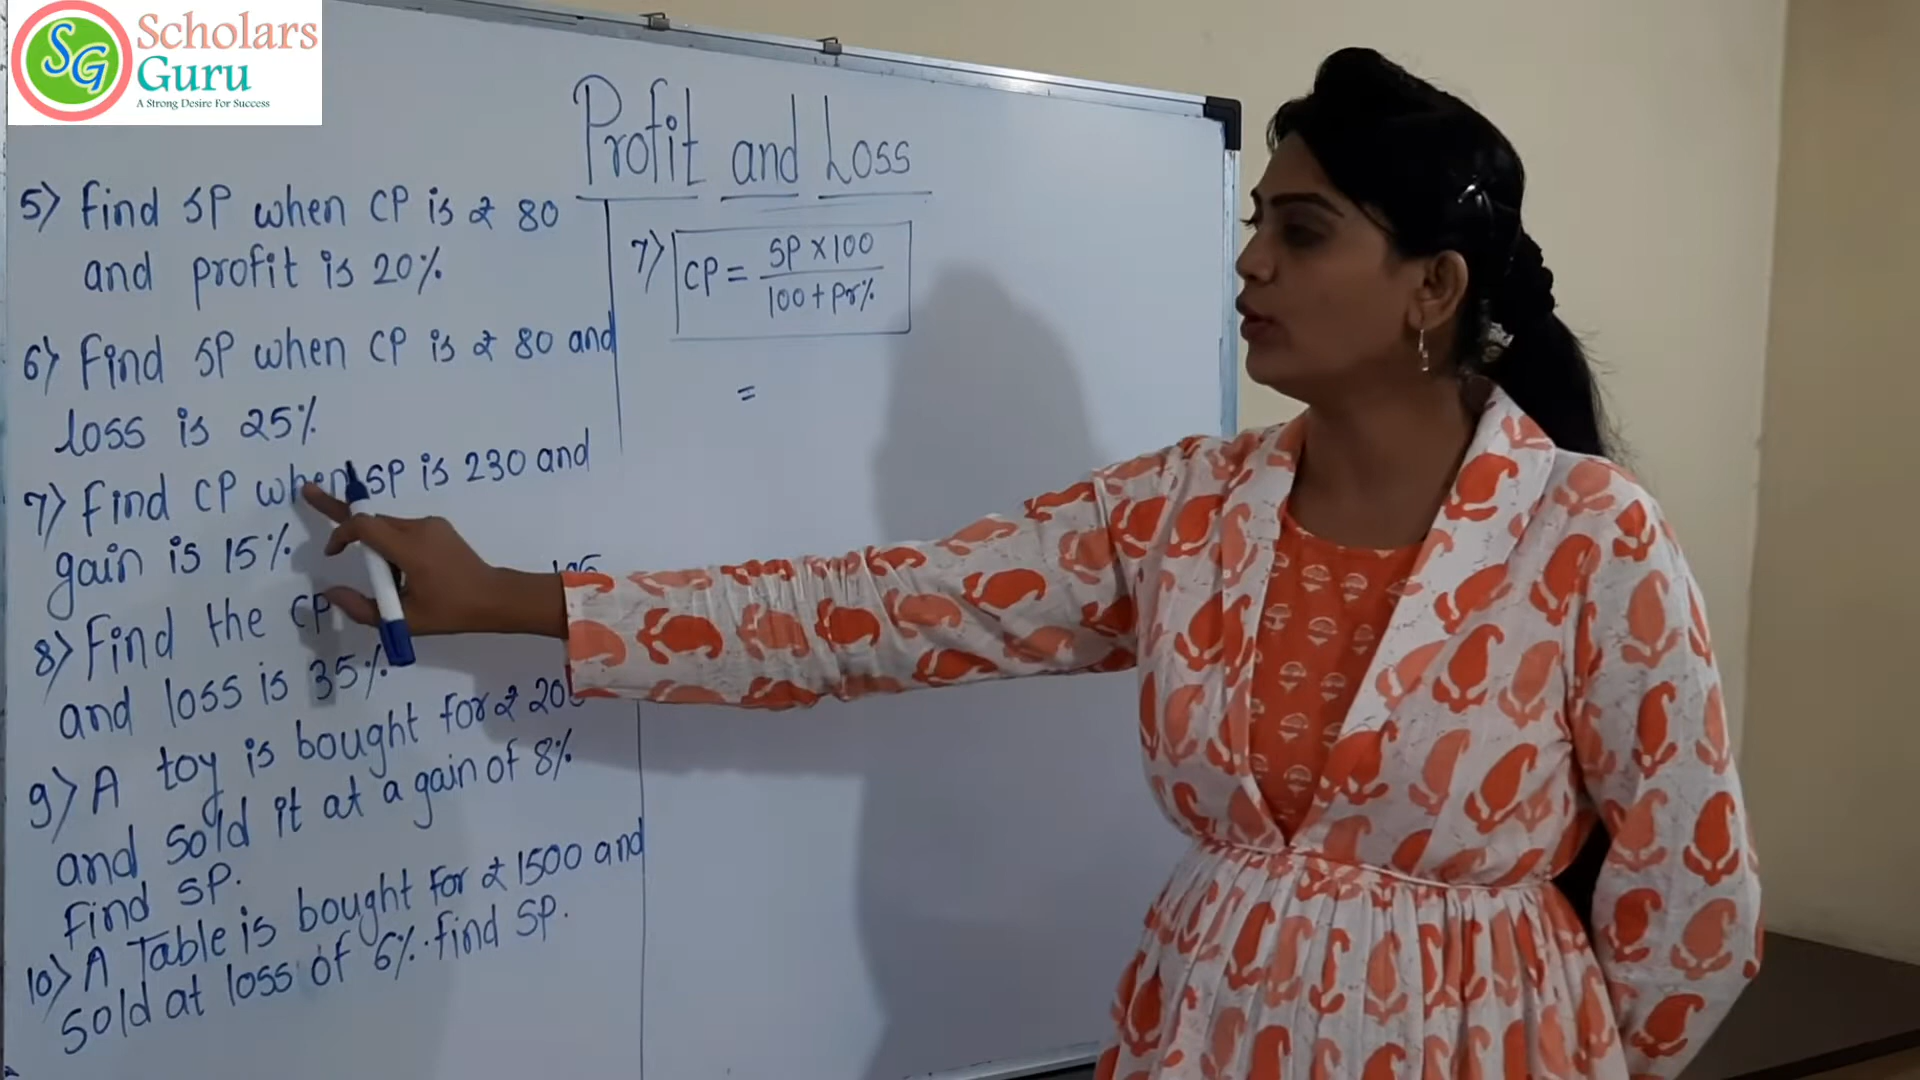 SG Scholars
Guru
A Strong Desire For Success
Profit and Loss
5) Find SP when CP is ₹ 80
and profit is 20%
6) Find SP when CP is ₹ 80 and
loss is 25%
7) Find CP when SP is 230 and
gain is 15%
8) Find the CP
and loss is 35%
9) A toy is bought for ₹
and sold it at a gain of 8%
Find SP.
10) A Table is bought for ₹ 1500 and
sold at loss of 6%. find SP.
7) CP = SP × 100
100 + Pr%
=